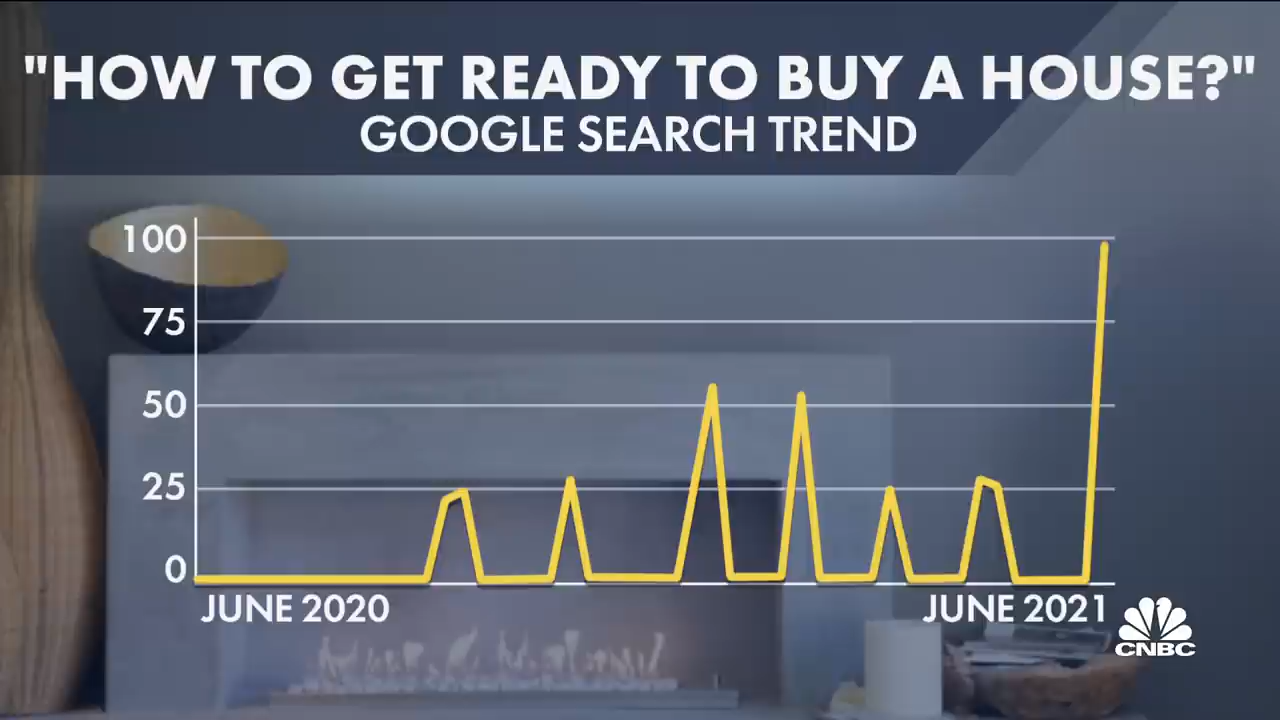 "HOW TO GET READY TO BUY A HOUSE?"
GOOGLE SEARCH TREND
100
75
50
25
0
JUNE 2020
JUNE 2021
CNBC